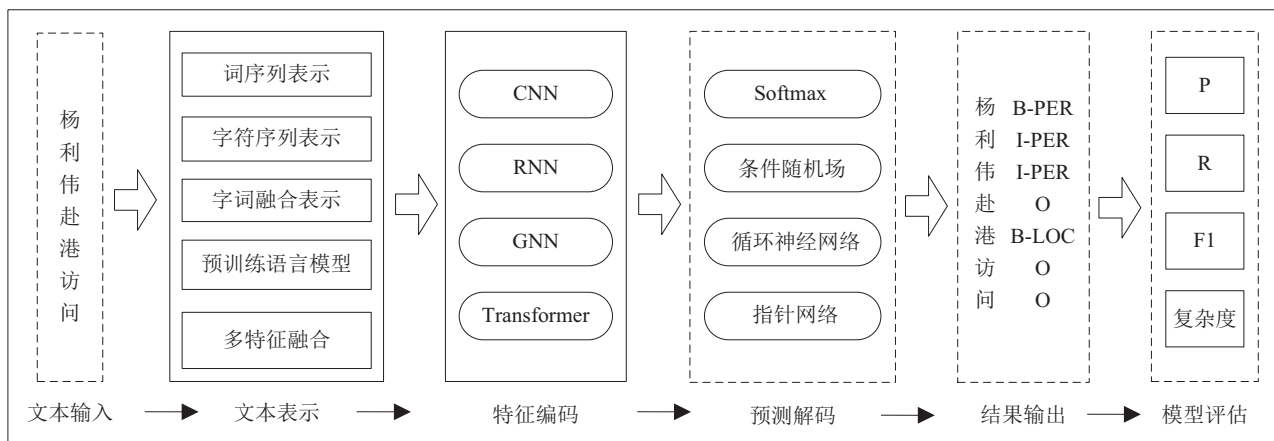 杨
利
伟
赴
港
访
问
词序列表示
字符序列表示
字词融合表示
预训练语言模型
多特征融合
CNN
RNN
GNN
Transformer
Softmax
条件随机场
循环神经网络
指针网络
杨 B-PER
利 I-PER
伟 I-PER
赴 O
港 B-LOC
访 O
问 O
P
R
F1
复杂度
文本输入 文本表示 特征编码 预测解码 结果输出 模型评估